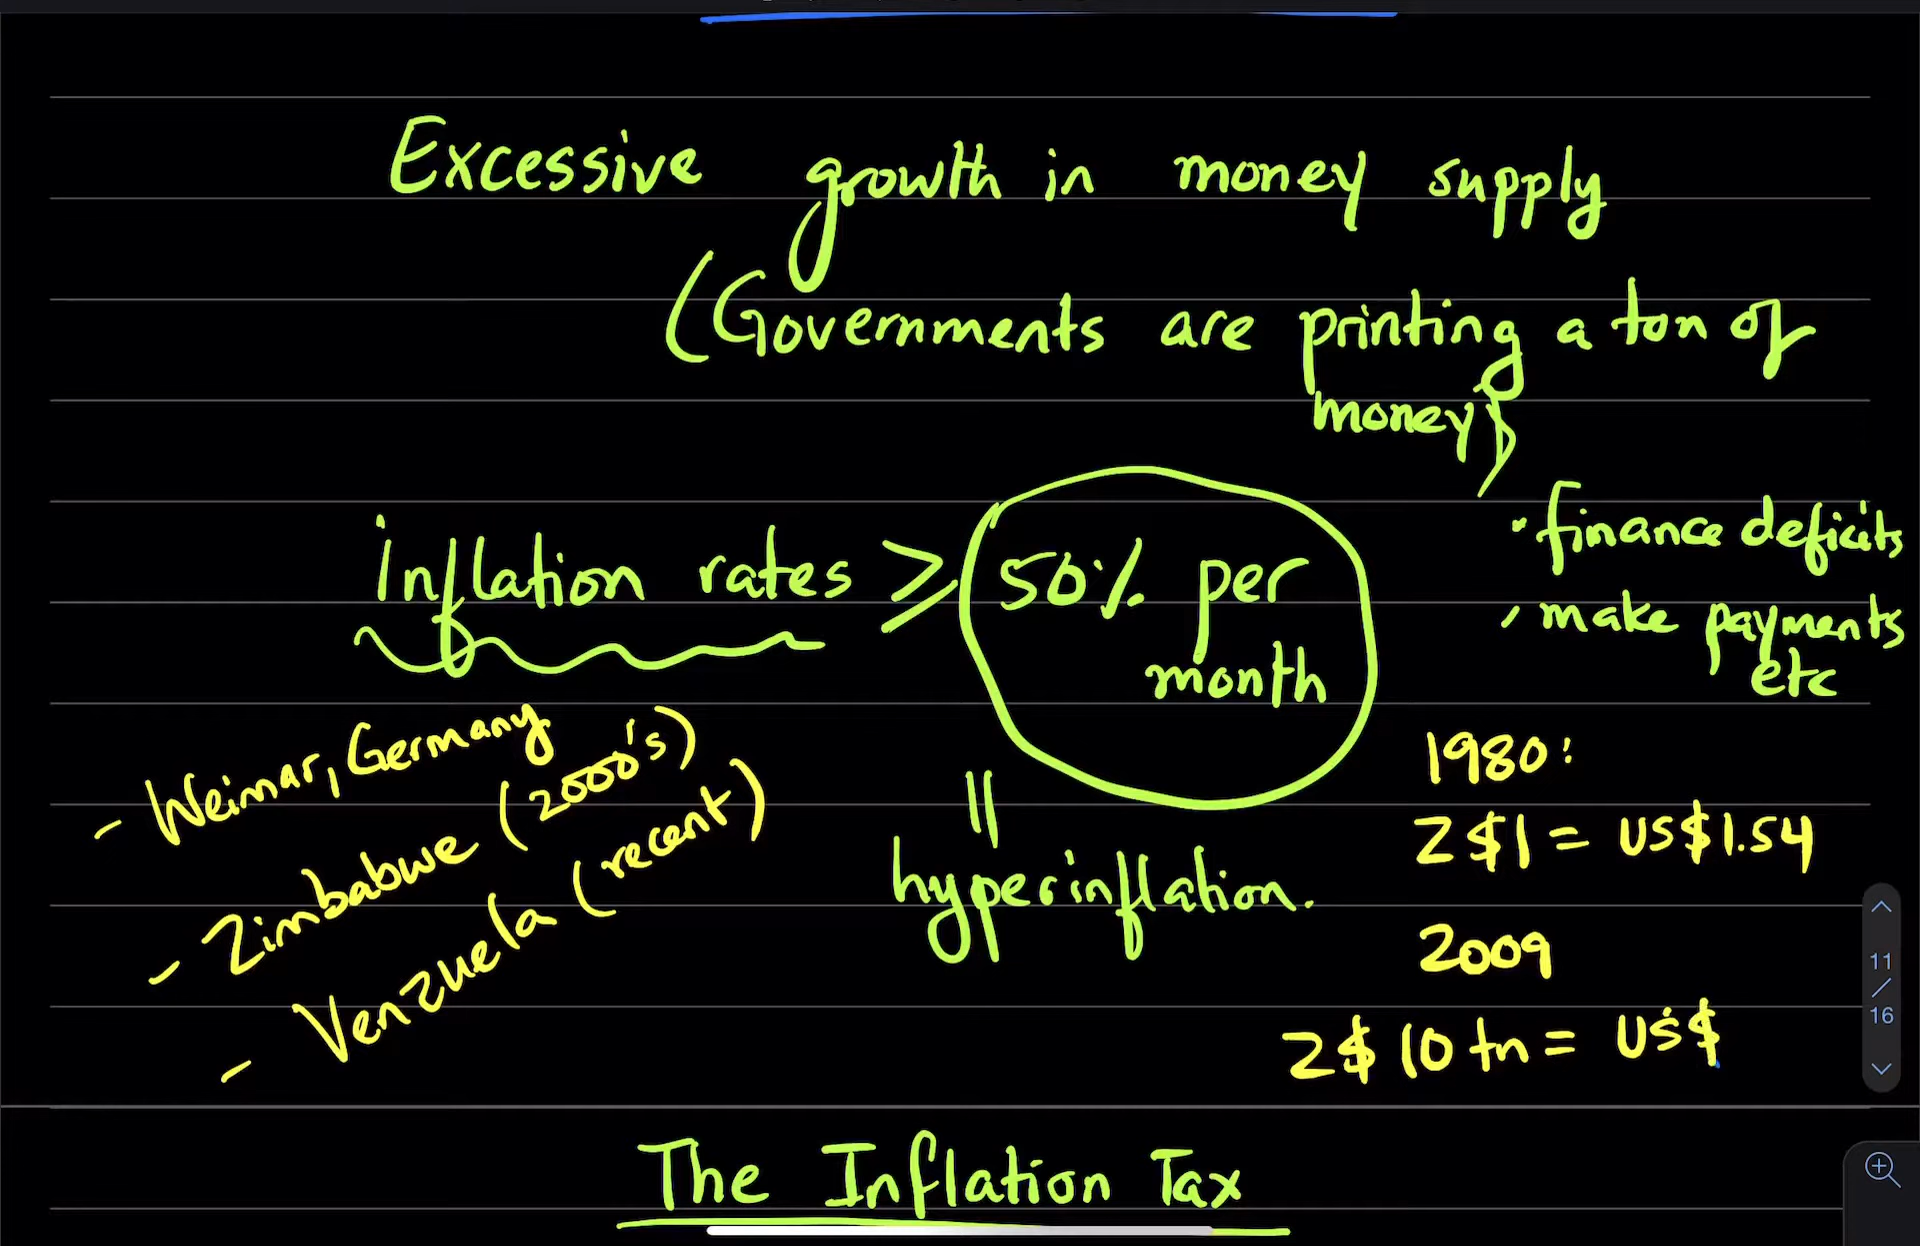 Excessive growth in money supply
(Governments are printing a ton of
money)
• finance deficits
Inflation rates ≥ 50% per
month
• make payments
etc
- Weimar, Germany
- Zimbabwe (2000's)
- Venzuela (recent)
= hyperinflation.
1980:
Z$1 = US$1.54
2009
Z$ 10 tn = US$
The Inflation Tax
11
/
16